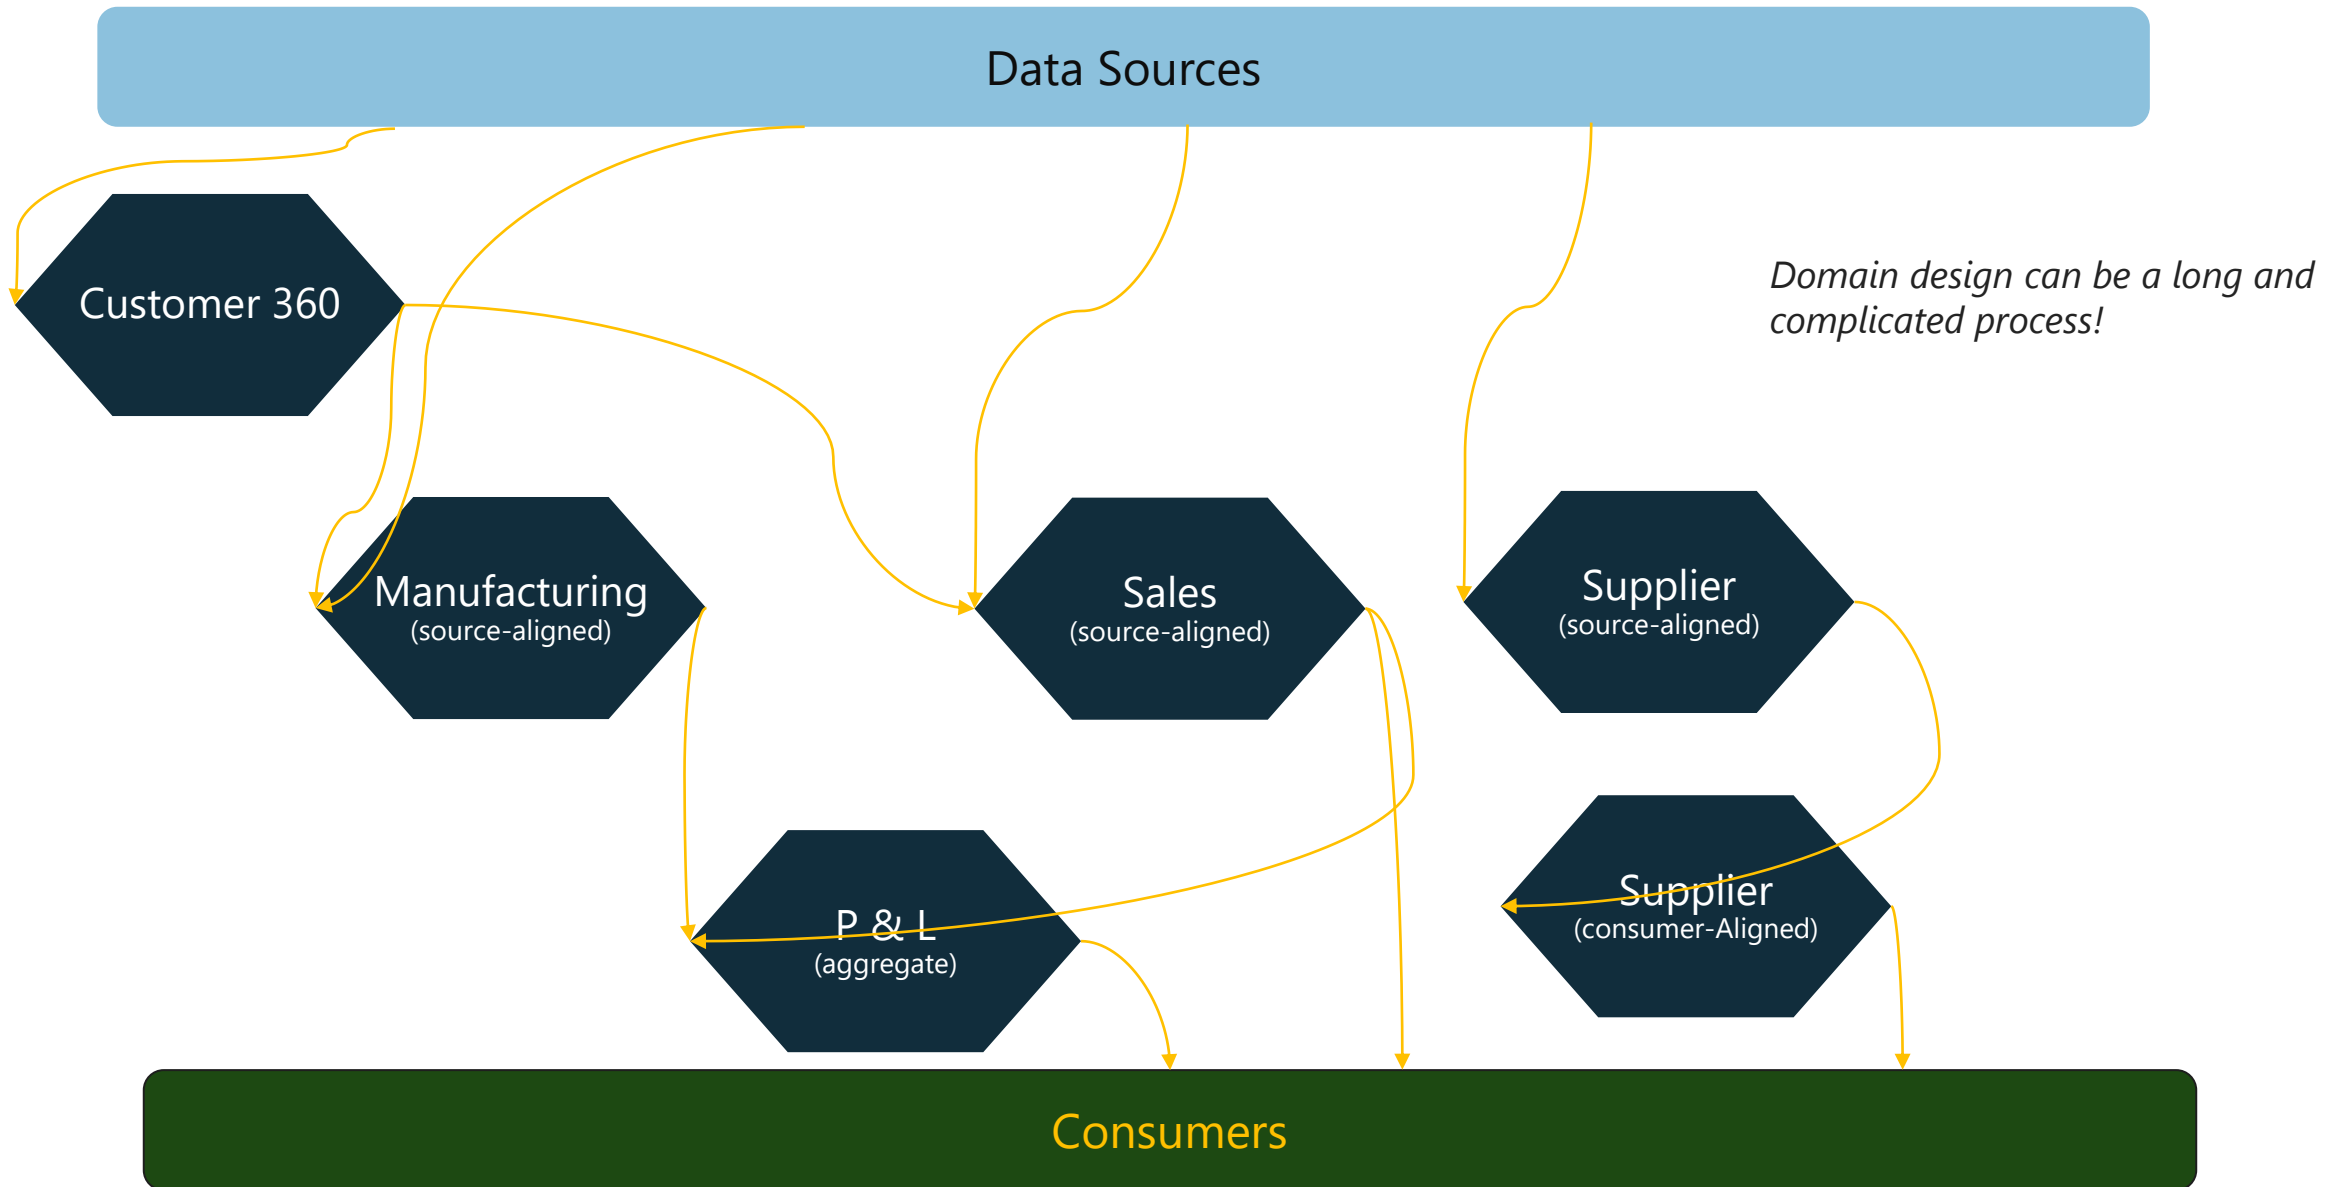 Data Sources
Customer 360
Domain design can be a long and
complicated process!
Manufacturing
(source-aligned)
Sales
(source-aligned)
Supplier
(source-aligned)
P & L
(aggregate)
Supplier
(consumer-Aligned)
Consumers